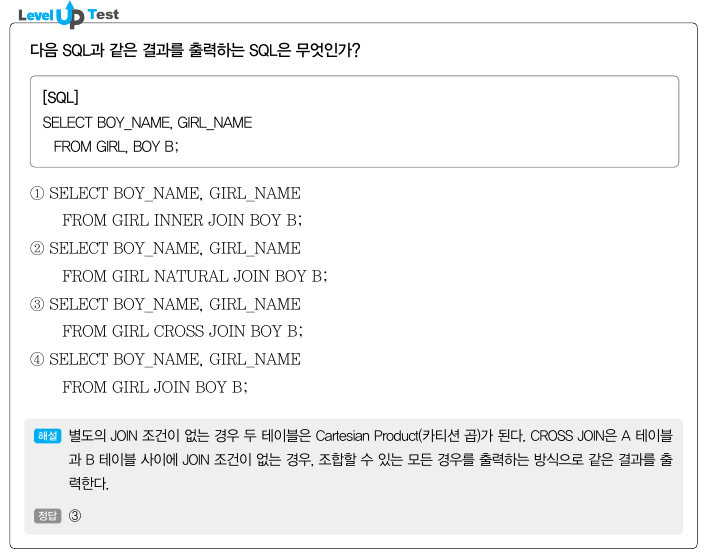 Level Up Test
다음 SQL과 같은 결과를 출력하는 SQL은 무엇인가?
[SQL]
SELECT BOY_NAME, GIRL_NAME
FROM GIRL, BOY B;
① SELECT BOY_NAME, GIRL_NAME
FROM GIRL INNER JOIN BOY B;
② SELECT BOY_NAME, GIRL_NAME
FROM GIRL NATURAL JOIN BOY B;
③ SELECT BOY_NAME, GIRL_NAME
FROM GIRL CROSS JOIN BOY B;
④ SELECT BOY_NAME, GIRL_NAME
FROM GIRL JOIN BOY B;
해설 별도의 JOIN 조건이 없는 경우 두 테이블은 Cartesian Product(카티션 곱)가 된다. CROSS JOIN은 A 테이블
과 B 테이블 사이에 JOIN 조건이 없는 경우, 조합할 수 있는 모든 경우를 출력하는 방식으로 같은 결과를 출
력한다.
정답 ③